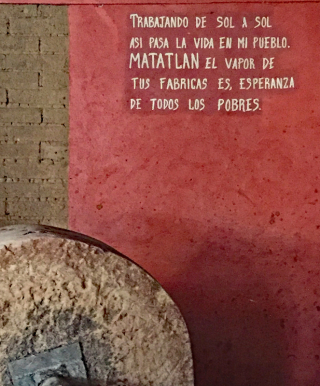 TRABAJANDO DE SOL A SOL
ASI PASA LA VIDA EN MI PUEBLO.
MATATLAN EL VAPOR DE
TUS FABRICAS ES, ESPERANZA
DE TODOS LOS POBRES.